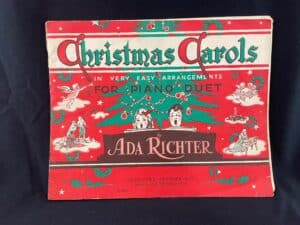 Christmas Carols
IN VERY EASY ARRANGEMENTS
FOR PIANO DUET
ADA RICHTER